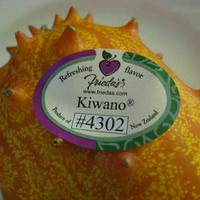 Refreshing flavor
Frieda's
www.friedas.com
Kiwano®
#4302
Product of New Zealand